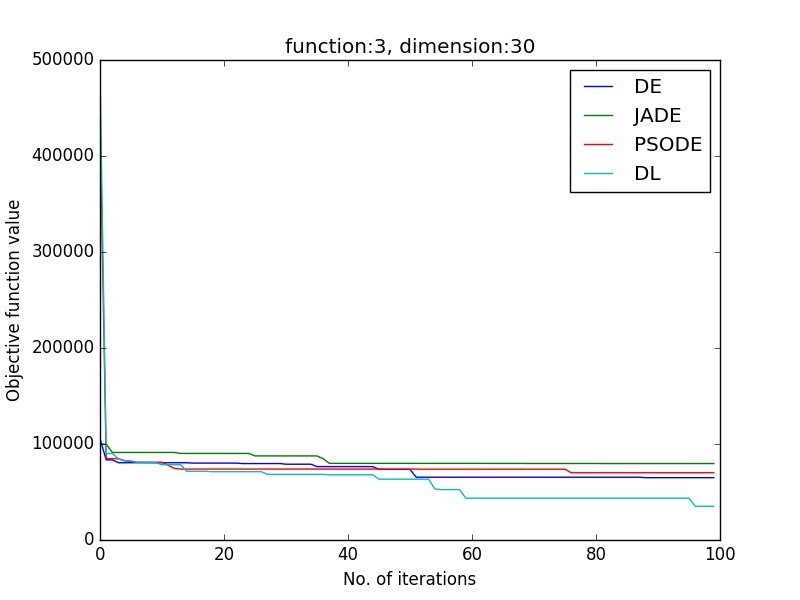 function:3, dimension:30
Objective function value
500000
400000
300000
200000
100000
0
0 20 40 60 80 100
No. of iterations
DE
JADE
PSODE
DL